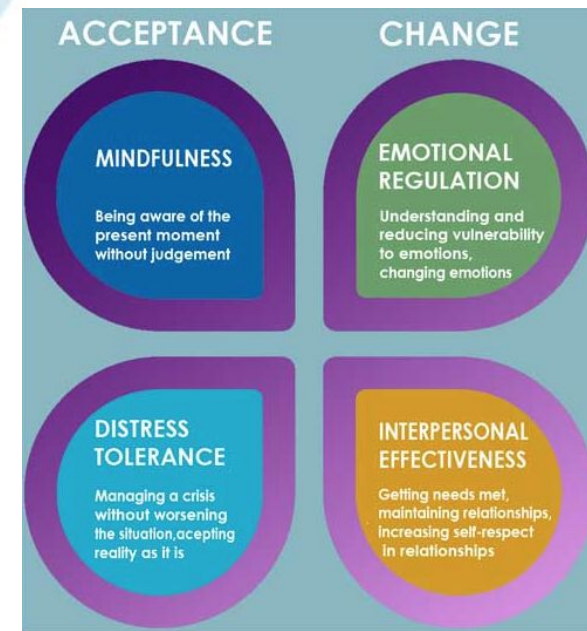 ACCEPTANCE
CHANGE
MINDFULNESS
Being aware of the
present moment
without judgement
EMOTIONAL
REGULATION
Understanding and
reducing vulnerability
to emotions,
changing emotions
DISTRESS
TOLERANCE
Managing a crisis
without worsening
the situation,acepting
reality as it is
INTERPERSONAL
EFFECTIVENESS
Getting needs met,
maintaining relationships,
increasing self-respect
in relationships